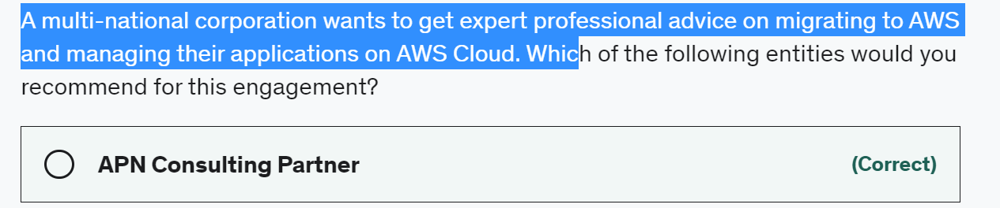 A multi-national corporation wants to get expert professional advice on migrating to AWS
and managing their applications on AWS Cloud. Which of the following entities would you
recommend for this engagement?
APN Consulting Partner (Correct)